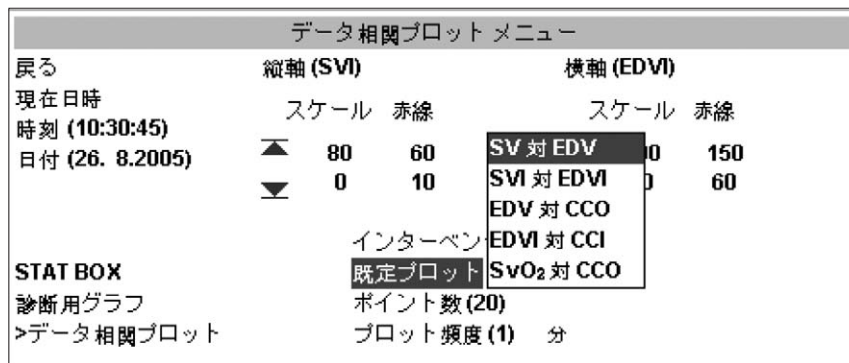 データ相関プロット メニュー
戻る 縦軸 (SVI) 横軸 (EDVI)
現在日時 スケール 赤線 スケール 赤線
時刻 (10:30:45)
日付 (26. 8.2005)
80 60 150
0 10 60
SV 対 EDV
SVI 対 EDVI
EDV 対 CCO
EDVI 対 CCI
SvO₂ 対 CCO
インターベン
STAT BOX 既定プロット
診断用グラフ ポイント数 (20)
>データ相関プロット プロット頻度 (1) 分